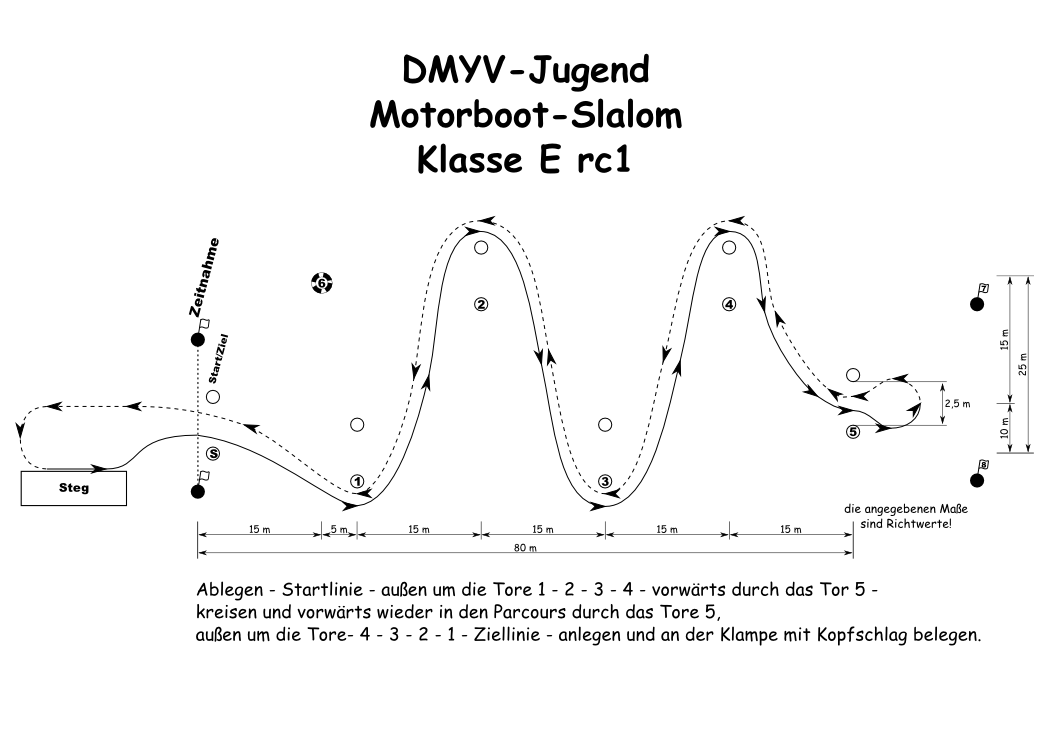 DMYV-Jugend
Motorboot-Slalom
Klasse E rc1
Zeitnahme
Start/Ziel
6
2
4
7
15 m
25 m
2,5 m
10 m
5
S
1
3
8
Steg
die angegebenen Maße
sind Richtwerte!
15 m 5 m 15 m 15 m 15 m 15 m
80 m
Ablegen - Startlinie - außen um die Tore 1 - 2 - 3 - 4 - vorwärts durch das Tor 5 -
kreisen und vorwärts wieder in den Parcours durch das Tore 5,
außen um die Tore- 4 - 3 - 2 - 1 - Ziellinie - anlegen und an der Klampe mit Kopfschlag belegen.